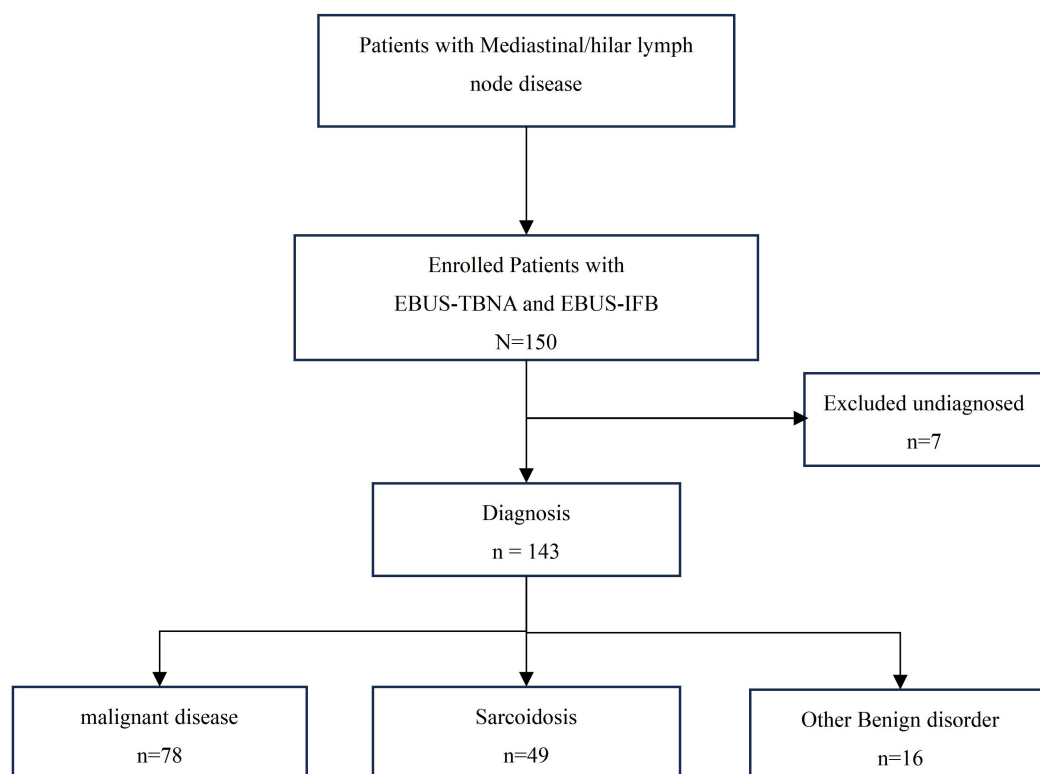 Patients with Mediastinal/hilar lymph
node disease
Enrolled Patients with
EBUS-TBNA and EBUS-IFB
N=150
Excluded undiagnosed
n=7
Diagnosis
n = 143
malignant disease
n=78
Sarcoidosis
n=49
Other Benign disorder
n=16